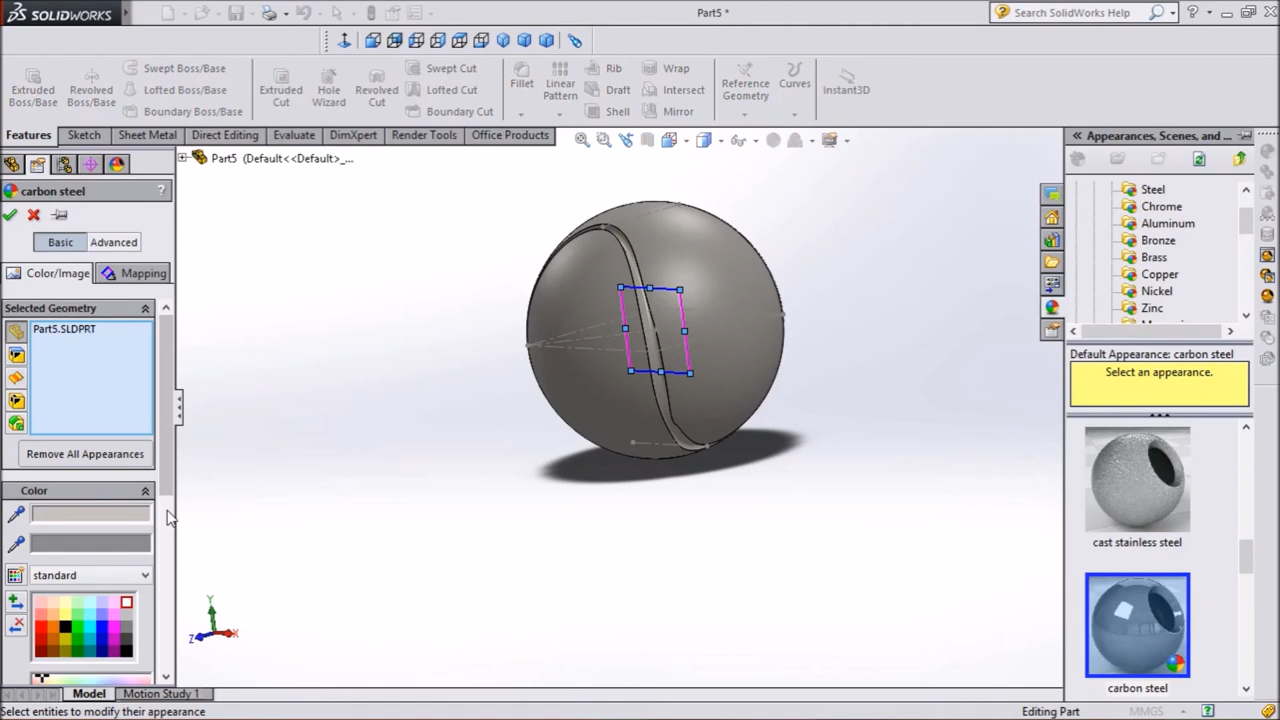 SOLIDWORKS
Part5 *
Search SolidWorks Help
Extruded Boss/Base
Revolved Boss/Base
Swept Boss/Base
Lofted Boss/Base
Boundary Boss/Base
Extruded Cut
Hole Wizard
Revolved Cut
Swept Cut
Lofted Cut
Boundary Cut
Fillet
Linear Pattern
Rib
Draft
Shell
Wrap
Intersect
Mirror
Reference Geometry
Curves
Instant3D
Features
Sketch
Sheet Metal
Direct Editing
Evaluate
DimXpert
Render Tools
Office Products
Appearances, Scenes, and ...
Part5 (Default<<Default>_...
carbon steel
?
Basic
Advanced
Color/Image
Mapping
Selected Geometry
Part5.SLDPRT
Remove All Appearances
Color
standard
Y
Z
X
Steel
Chrome
Aluminum
Bronze
Brass
Copper
Nickel
Zinc
Default Appearance: carbon steel
Select an appearance.
cast stainless steel
carbon steel
Model
Motion Study 1
Select entities to modify their appearance
Editing Part
MMGS